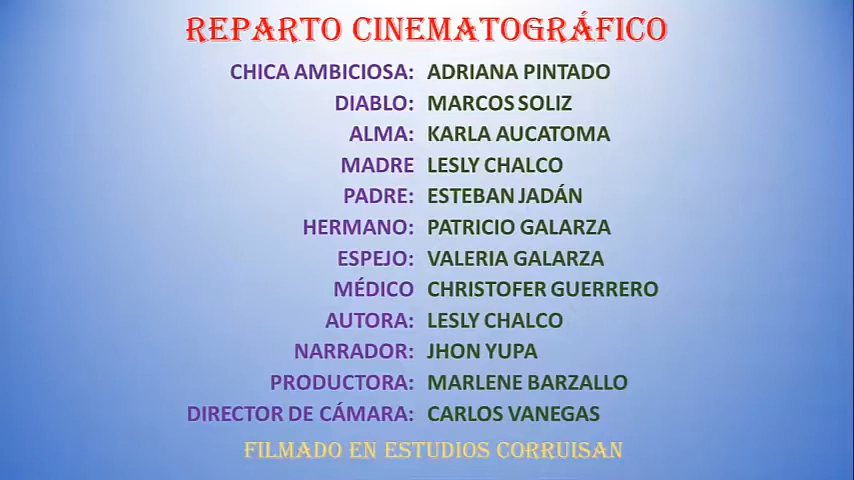 REPARTO CINEMATOGRÁFICO
CHICA AMBICIOSA: ADRIANA PINTADO
DIABLO: MARCOS SOLIZ
ALMA: KARLA AUCATOMA
MADRE LESLY CHALCO
PADRE: ESTEBAN JADÁN
HERMANO: PATRICIO GALARZA
ESPEJO: VALERIA GALARZA
MÉDICO CHRISTOFER GUERRERO
AUTORA: LESLY CHALCO
NARRADOR: JHON YUPA
PRODUCTORA: MARLENE BARZALLO
DIRECTOR DE CÁMARA: CARLOS VANEGAS
FILMADO EN ESTUDIOS CORRUISAN